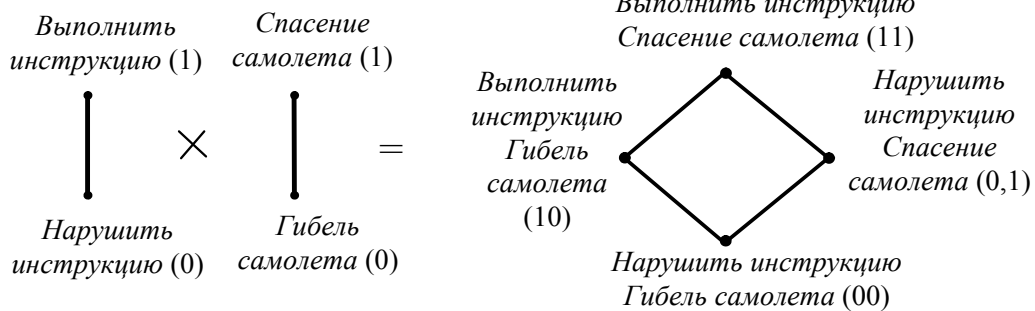 Выполнить
инструкцию (1)
Спасение
самолета (1)
×
=
Нарушить
инструкцию (0)
Гибель
самолета (0)
Выполнить инструкцию
Спасение самолета (11)
Выполнить
инструкцию
Гибель
самолета
(10)
Нарушить
инструкцию
Спасение
самолета (0,1)
Нарушить инструкцию
Гибель самолета (00)